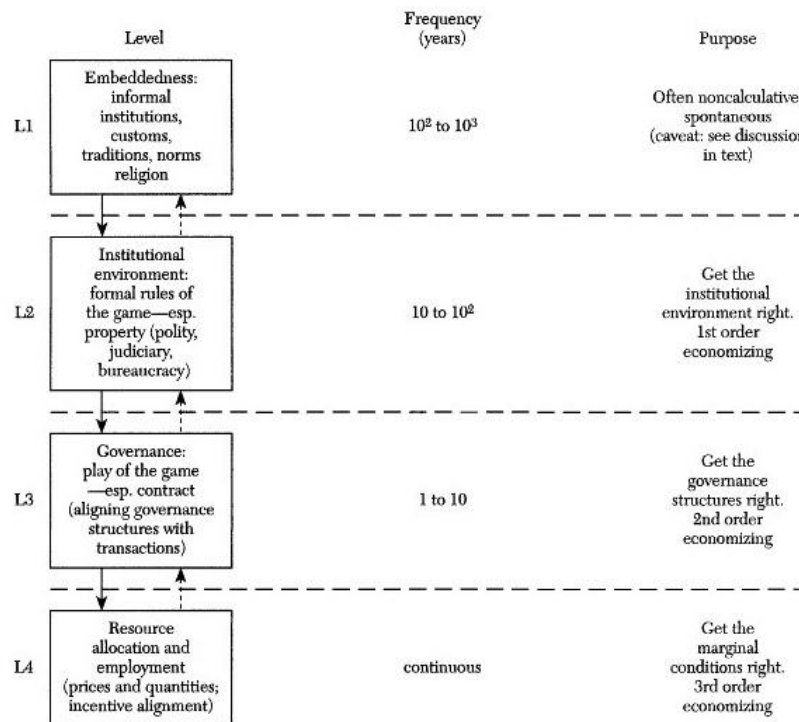 Level
Frequency
(years)
Purpose
L1
Embeddedness:
informal
institutions,
customs,
traditions, norms
religion
10² to 10³
Often noncalculative
spontaneous
(caveat: see discussion
in text)
L2
Institutional
environment:
formal rules of
the game—esp.
property (polity,
judiciary,
bureaucracy)
10 to 10²
Get the
institutional
environment right.
1st order
economizing
L3
Governance:
play of the game
—esp. contract
(aligning governance
structures with
transactions)
1 to 10
Get the
governance
structures right.
2nd order
economizing
L4
Resource
allocation and
employment
(prices and quantities;
incentive alignment)
continuous
Get the
marginal
conditions right.
3rd order
economizing